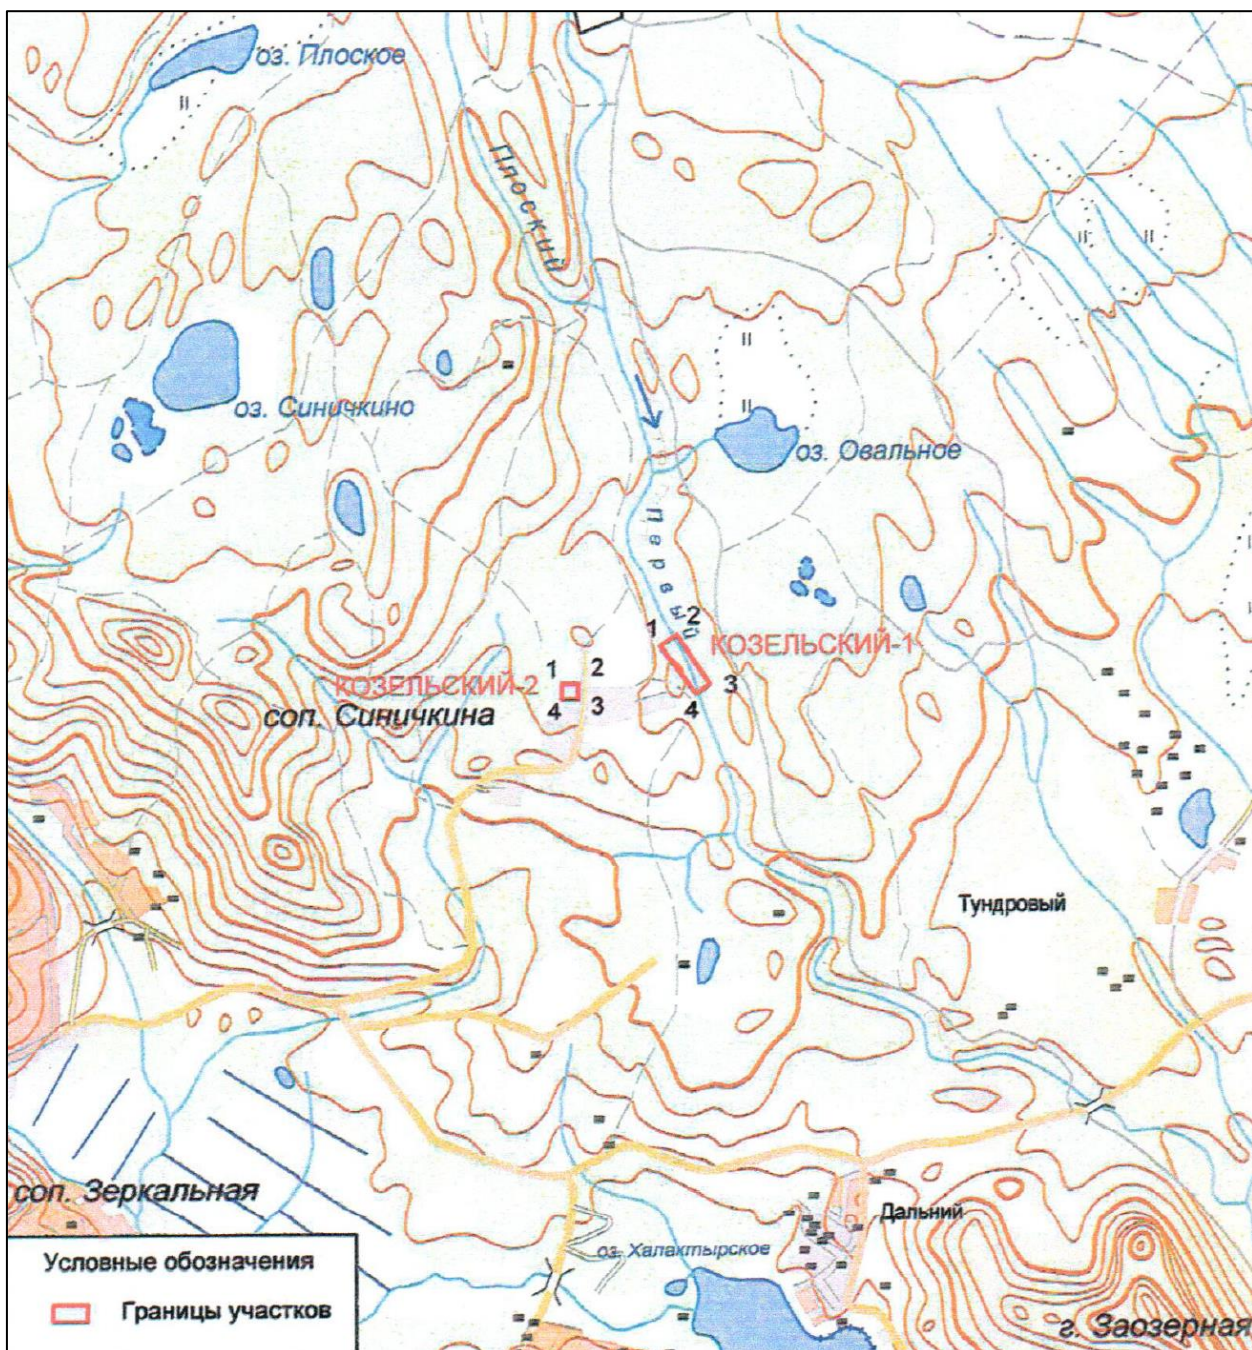 оз. Плоское
Плоский
оз. Синичкино
оз. Овальное
Первый
1 2
КОЗЕЛЬСКИЙ-1
3
4
1 2
КОЗЕЛЬСКИЙ-2
4 3
соп. Синичкина
Тундровый
соп. Зеркальная
Дальний
оз. Халактырское
г. Заозерная
Условные обозначения
Границы участков